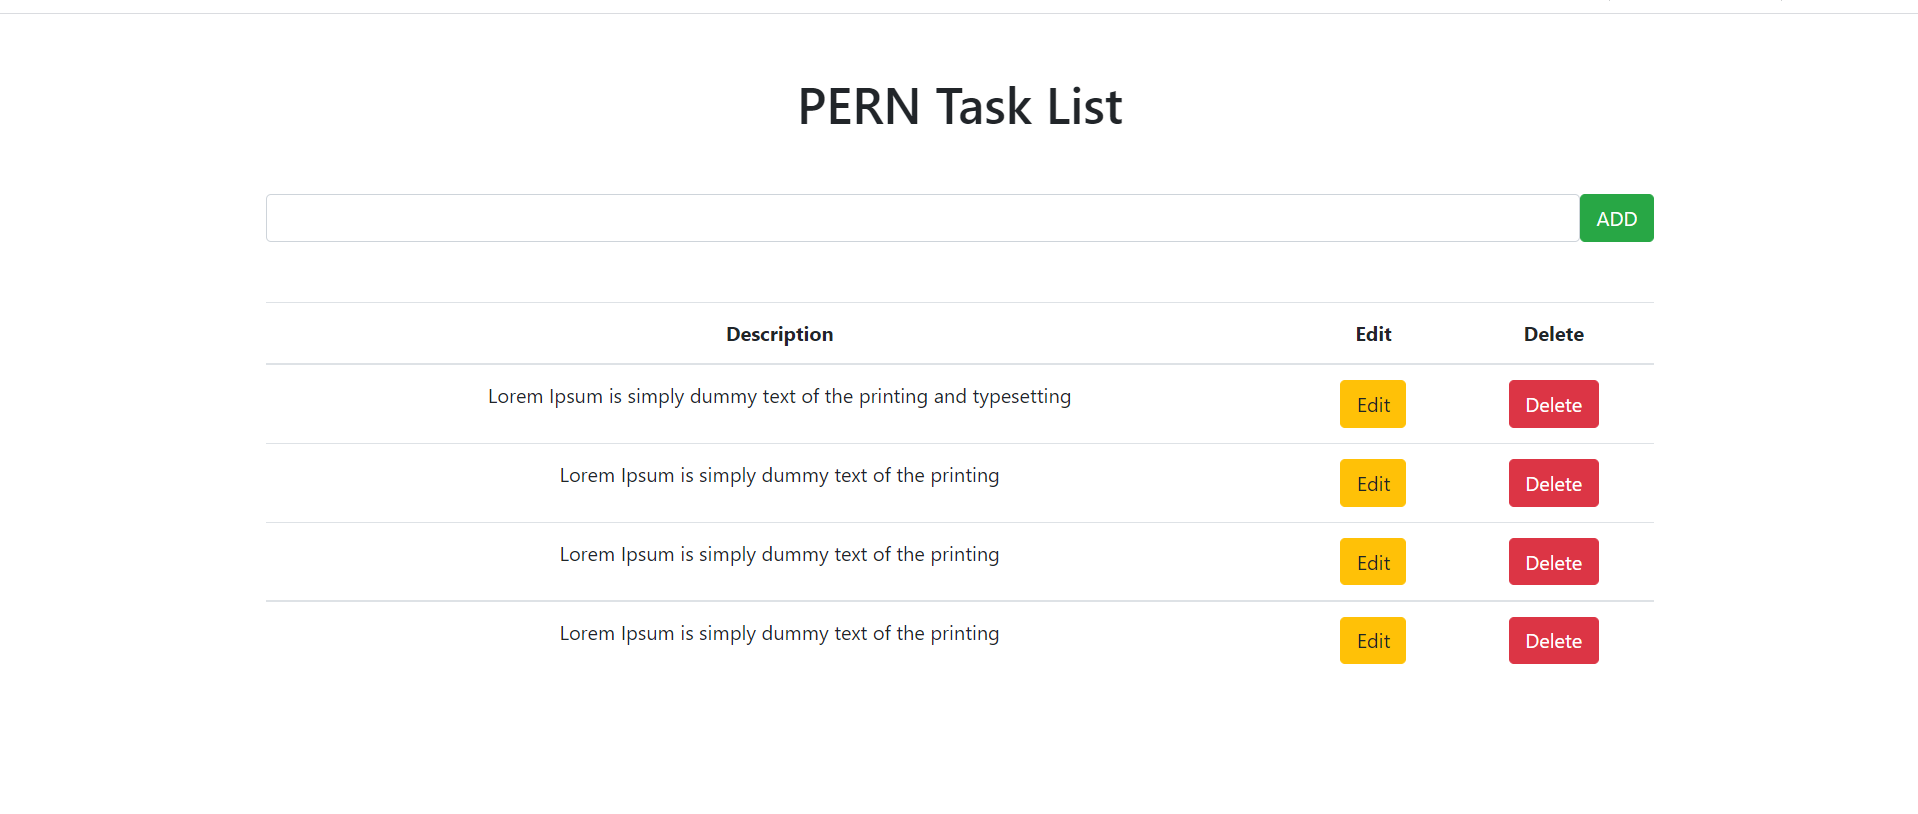 PERN Task List
ADD
Description Edit Delete
Lorem Ipsum is simply dummy text of the printing and typesetting Edit Delete
Lorem Ipsum is simply dummy text of the printing Edit Delete
Lorem Ipsum is simply dummy text of the printing Edit Delete
Lorem Ipsum is simply dummy text of the printing Edit Delete